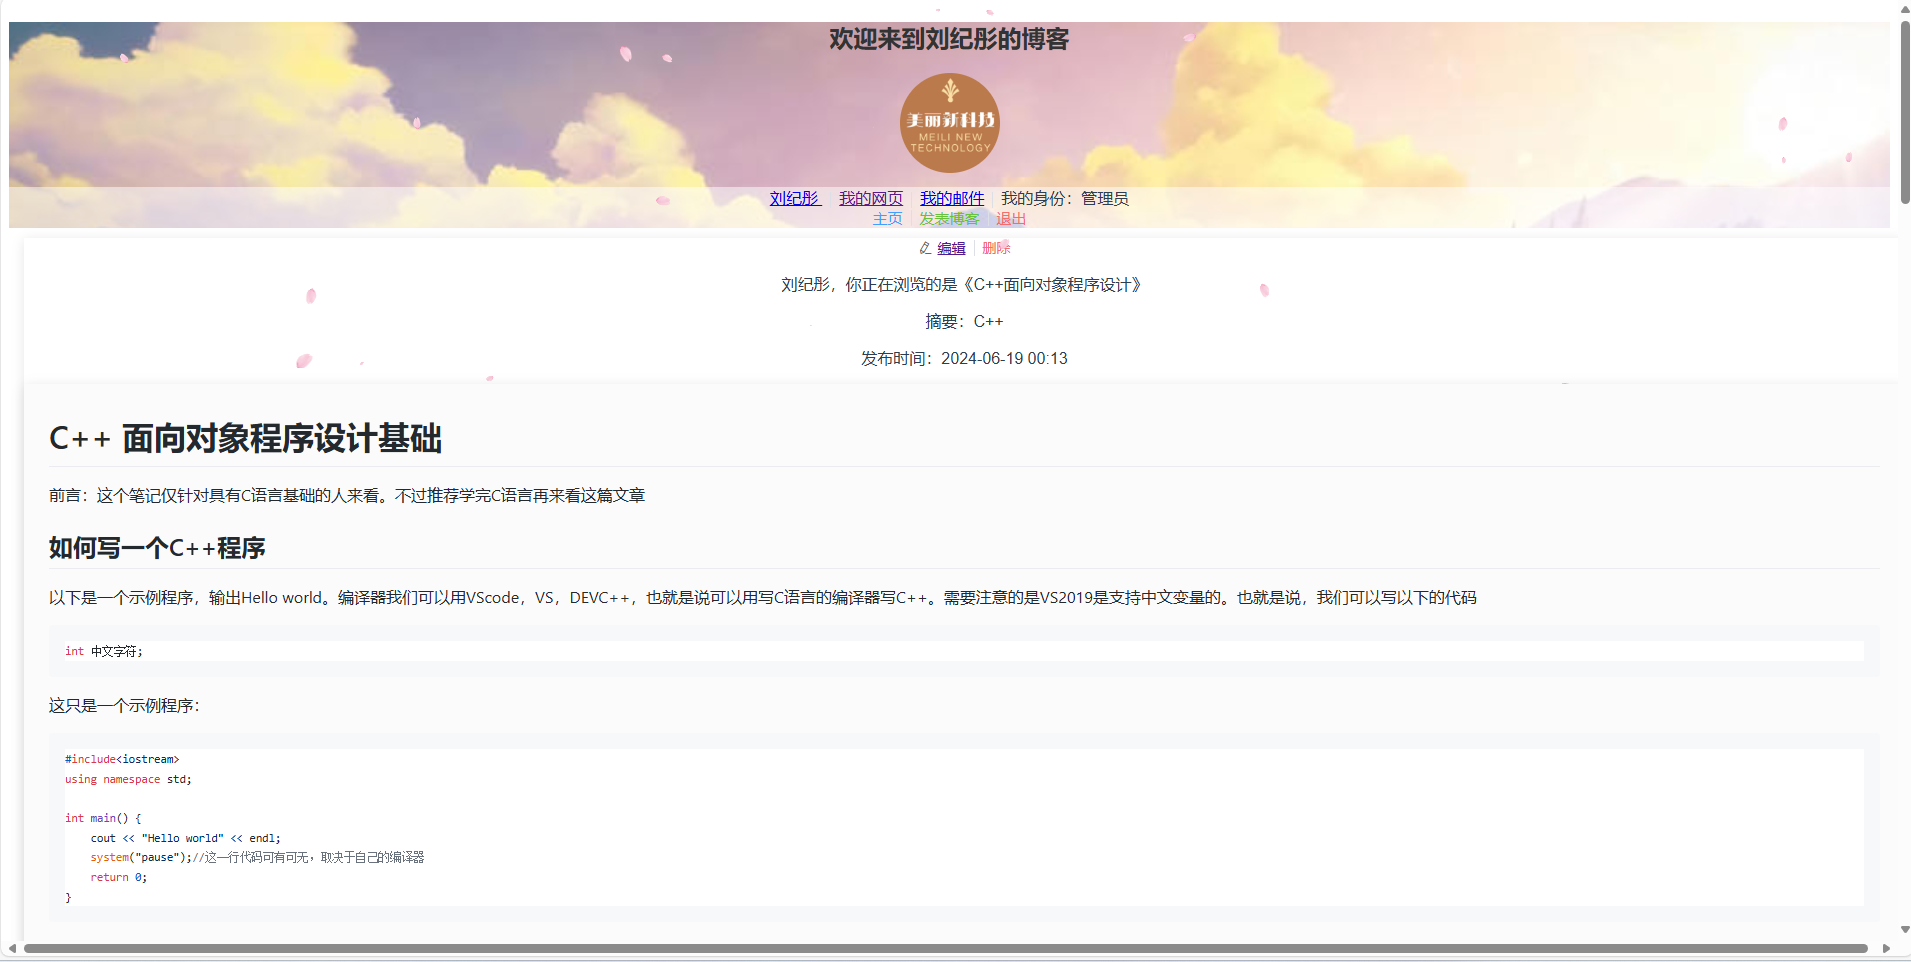 欢迎来到刘纪彤的博客
美丽新科技
MEILI NEW
TECHNOLOGY
刘纪彤 我的网页 我的邮件 我的身份：管理员
主页 发表博客 退出
编辑 删除
刘纪彤，你正在浏览的是《C++面向对象程序设计》
摘要：C++
发布时间：2024-06-19 00:13
C++ 面向对象程序设计基础
前言：这个笔记仅针对具有C语言基础的人来看。不过推荐学完C语言再来看这篇文章
如何写一个C++程序
以下是一个示例程序，输出Hello world。编译器我们可以用VScode，VS，DEVC++，也就是说可以用写C语言的编译器写C++。需要注意的是VS2019是支持中文变量的。也就是说，我们可以写以下的代码
int 中文字符;
这只是一个示例程序：
#include<iostream>
using namespace std;
int main() {
    cout << "Hello world" << endl;
    system("pause");//这一行代码可有可无，取决于自己的编译器
    return 0;
}